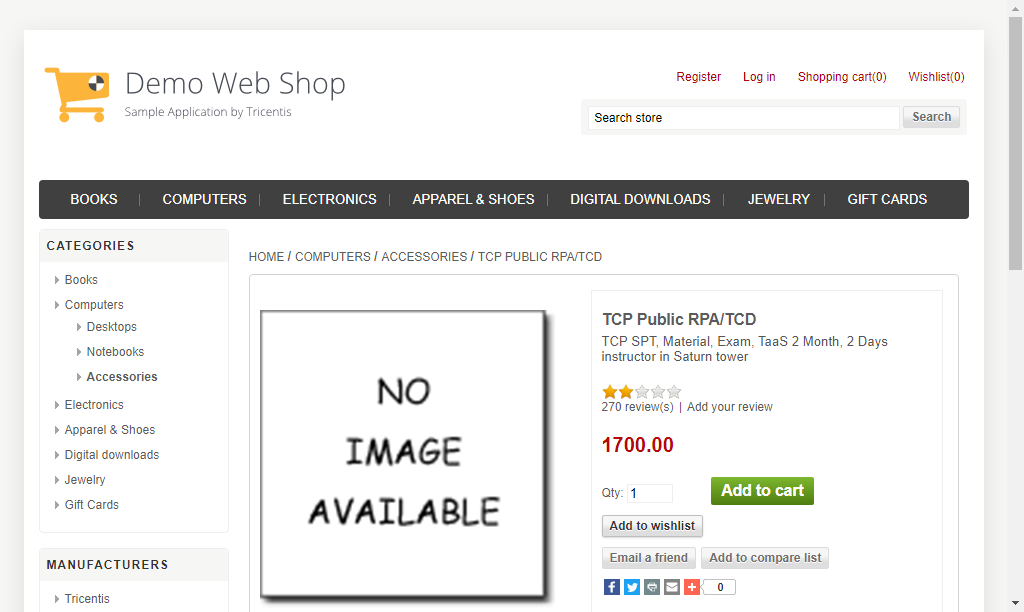 Demo Web Shop
Sample Application by Tricentis
Register Log in Shopping cart(0) Wishlist(0)
Search store Search
BOOKS | COMPUTERS | ELECTRONICS | APPAREL & SHOES | DIGITAL DOWNLOADS | JEWELRY | GIFT CARDS
CATEGORIES
Books
Computers
Desktops
Notebooks
Accessories
Electronics
Apparel & Shoes
Digital downloads
Jewelry
Gift Cards
MANUFACTURERS
Tricentis
HOME / COMPUTERS / ACCESSORIES / TCP PUBLIC RPA/TCD
NO
IMAGE
AVAILABLE
TCP Public RPA/TCD
TCP SPT, Material, Exam, TaaS 2 Month, 2 Days
instructor in Saturn tower
270 review(s) | Add your review
1700.00
Qty: 1 Add to cart
Add to wishlist
Email a friend Add to compare list
0